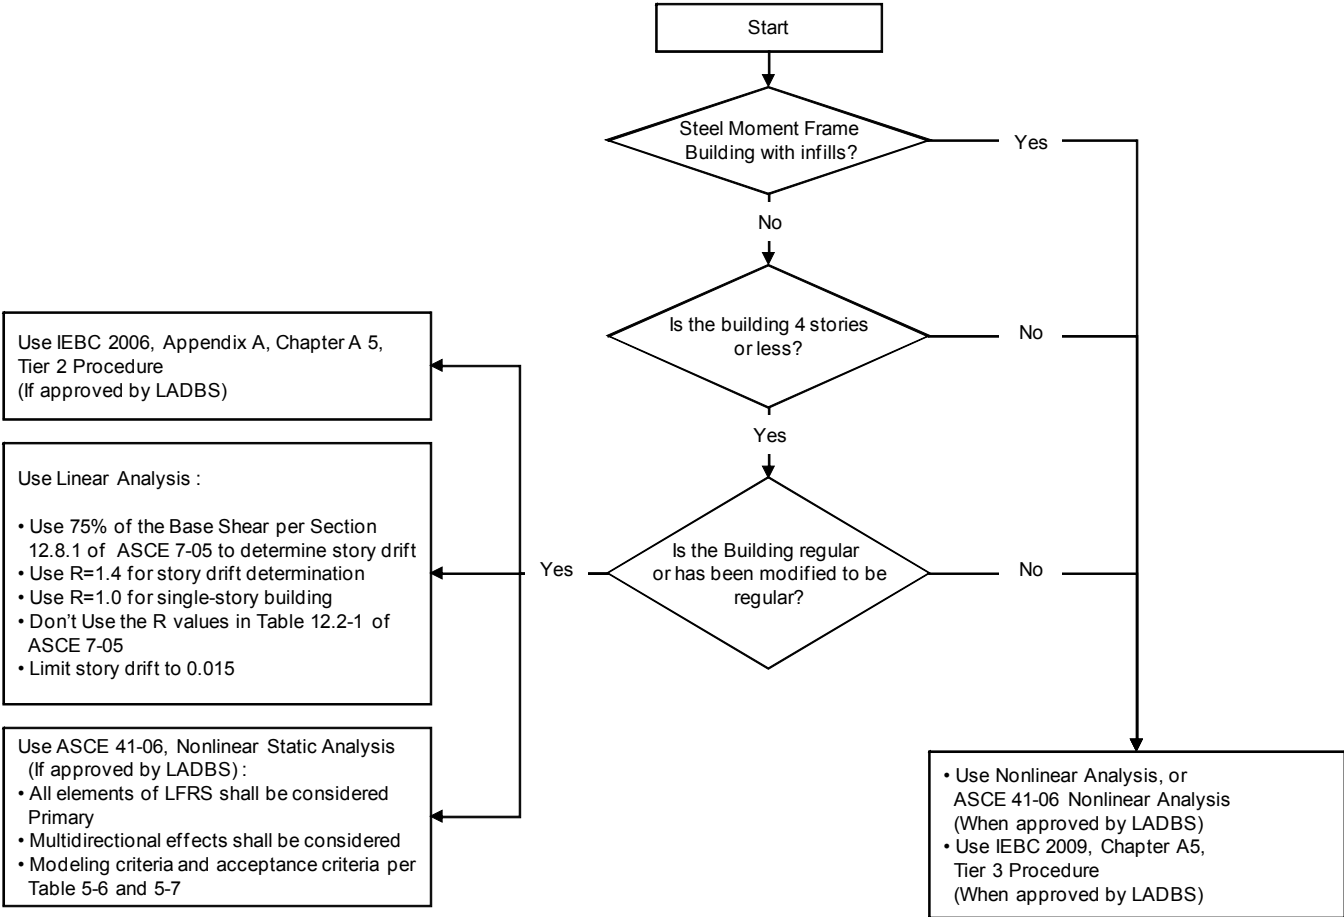 Start
Steel Moment Frame
Building with infills?
Yes
No
Is the building 4 stories
or less?
No
Yes
Is the Building regular
or has been modified to be
regular?
No
Yes
Use IEBC 2006, Appendix A, Chapter A 5,
Tier 2 Procedure
(If approved by LADBS)
Use Linear Analysis :
• Use 75% of the Base Shear per Section
12.8.1 of ASCE 7-05 to determine story drift
• Use R=1.4 for story drift determination
• Use R=1.0 for single-story building
• Don't Use the R values in Table 12.2-1 of
ASCE 7-05
• Limit story drift to 0.015
Use ASCE 41-06, Nonlinear Static Analysis
(If approved by LADBS) :
• All elements of LFRS shall be considered
Primary
• Multidirectional effects shall be considered
• Modeling criteria and acceptance criteria per
Table 5-6 and 5-7
• Use Nonlinear Analysis, or
ASCE 41-06 Nonlinear Analysis
(When approved by LADBS)
• Use IEBC 2009, Chapter A5,
Tier 3 Procedure
(When approved by LADBS)